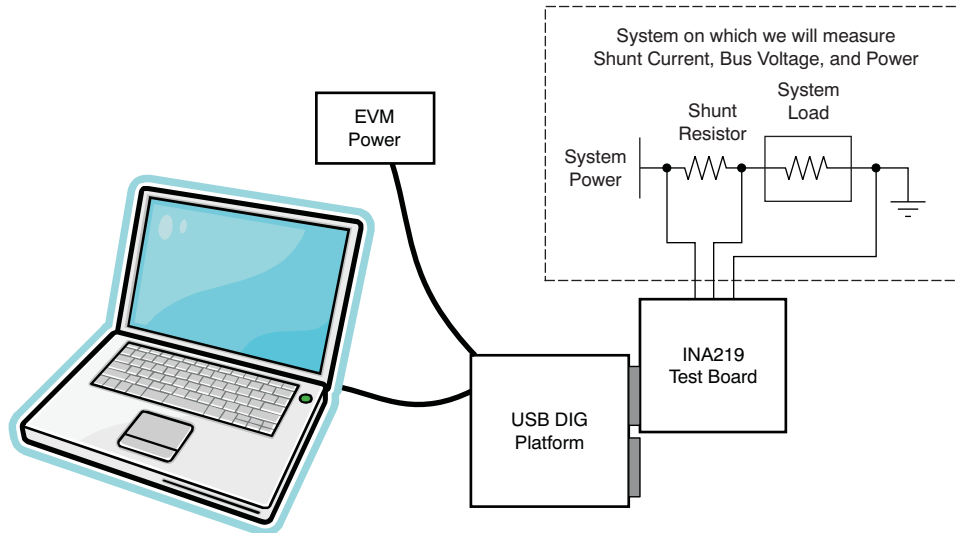 System on which we will measure
Shunt Current, Bus Voltage, and Power
EVM
Power
Shunt
Resistor
System
Load
System
Power
INA219
Test Board
USB DIG
Platform